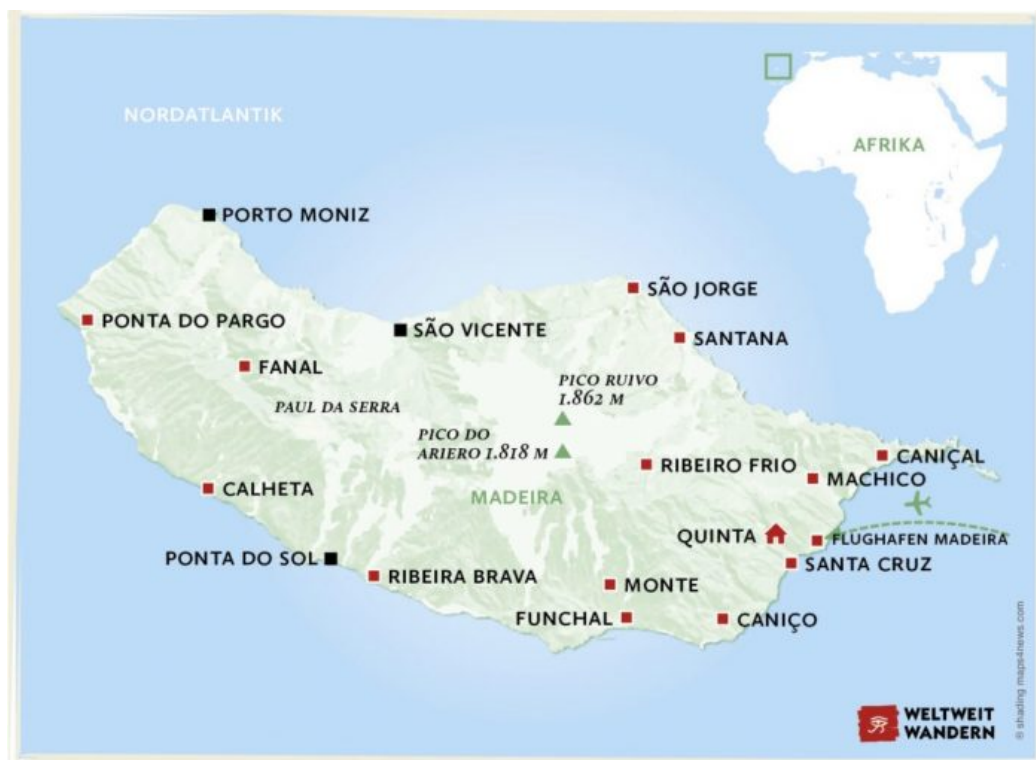 NORDATLANTIK
AFRIKA
PORTO MONIZ
SÃO JORGE
PONTA DO PARGO
SÃO VICENTE
SANTANA
FANAL
PICO RUIVO
1.862 M
PAUL DA SERRA
PICO DO
ARIERO 1.818 M
CANIÇAL
RIBEIRO FRIO
MACHICO
CALHETA
MADEIRA
QUINTA
FLUGHAFEN MADEIRA
PONTA DO SOL
SANTA CRUZ
RIBEIRA BRAVA
MONTE
FUNCHAL
CANIÇO
WELTWEIT
WANDERN
© shading maps4news.com